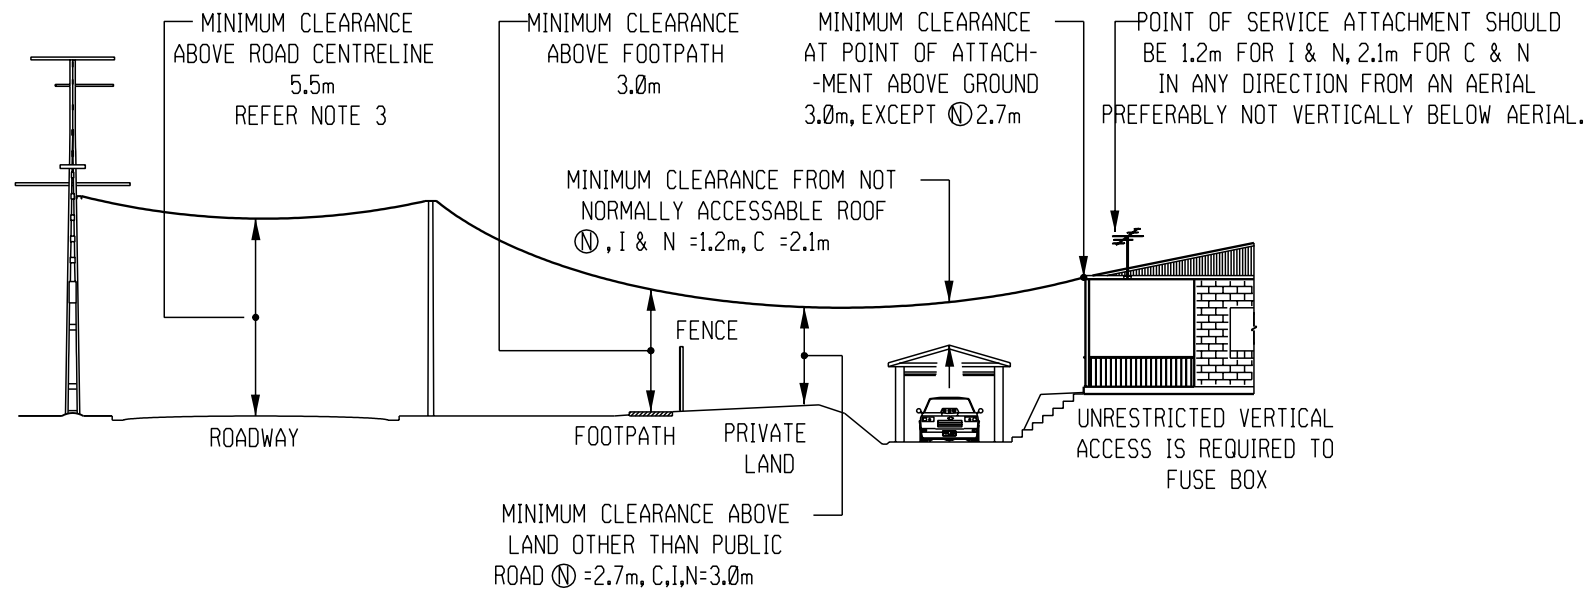 MINIMUM CLEARANCE
ABOVE ROAD CENTRELINE
5.5m
REFER NOTE 3
MINIMUM CLEARANCE
ABOVE FOOTPATH
3.0m
MINIMUM CLEARANCE
AT POINT OF ATTACH-
-MENT ABOVE GROUND
3.0m, EXCEPT Ⓝ 2.7m
POINT OF SERVICE ATTACHMENT SHOULD
BE 1.2m FOR I & N, 2.1m FOR C & N
IN ANY DIRECTION FROM AN AERIAL
PREFERABLY NOT VERTICALLY BELOW AERIAL.
MINIMUM CLEARANCE FROM NOT
NORMALLY ACCESSABLE ROOF
Ⓝ , I & N =1.2m, C =2.1m
FENCE
ROADWAY
FOOTPATH
PRIVATE
LAND
UNRESTRICTED VERTICAL
ACCESS IS REQUIRED TO
FUSE BOX
MINIMUM CLEARANCE ABOVE
LAND OTHER THAN PUBLIC
ROAD Ⓝ =2.7m, C,I,N=3.0m